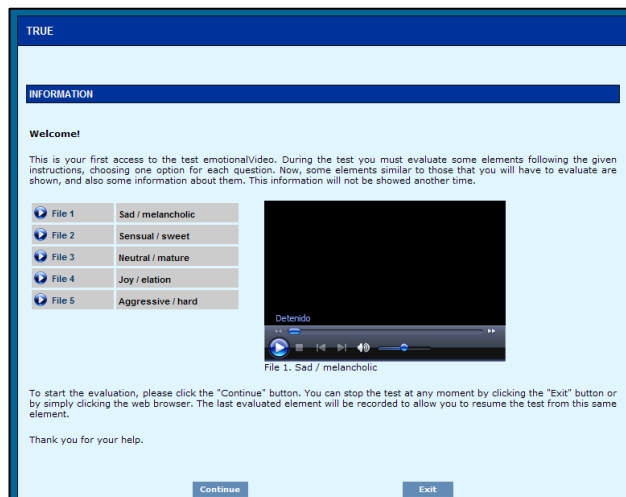 TRUE
INFORMATION
Welcome!
This is your first access to the test emotionalVideo. During the test you must evaluate some elements following the given
instructions, choosing one option for each question. Now, some elements similar to those that you will have to evaluate are
shown, and also some information about them. This information will not be showed another time.
File 1 Sad / melancholic
File 2 Sensual / sweet
File 3 Neutral / mature
File 4 Joy / elation
File 5 Aggressive / hard
Detenido
File 1. Sad / melancholic
To start the evaluation, please click the "Continue" button. You can stop the test at any moment by clicking the "Exit" button or
by simply clicking the web browser. The last evaluated element will be recorded to allow you to resume the test from this same
element.
Thank you for your help.
Continue Exit